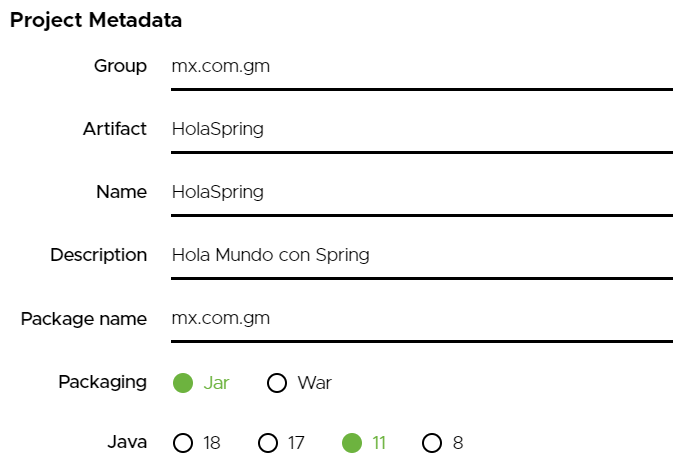 Project Metadata
Group mx.com.gm
Artifact HolaSpring
Name HolaSpring
Description Hola Mundo con Spring
Package name mx.com.gm
Packaging Jar War
Java 18 17 11 8